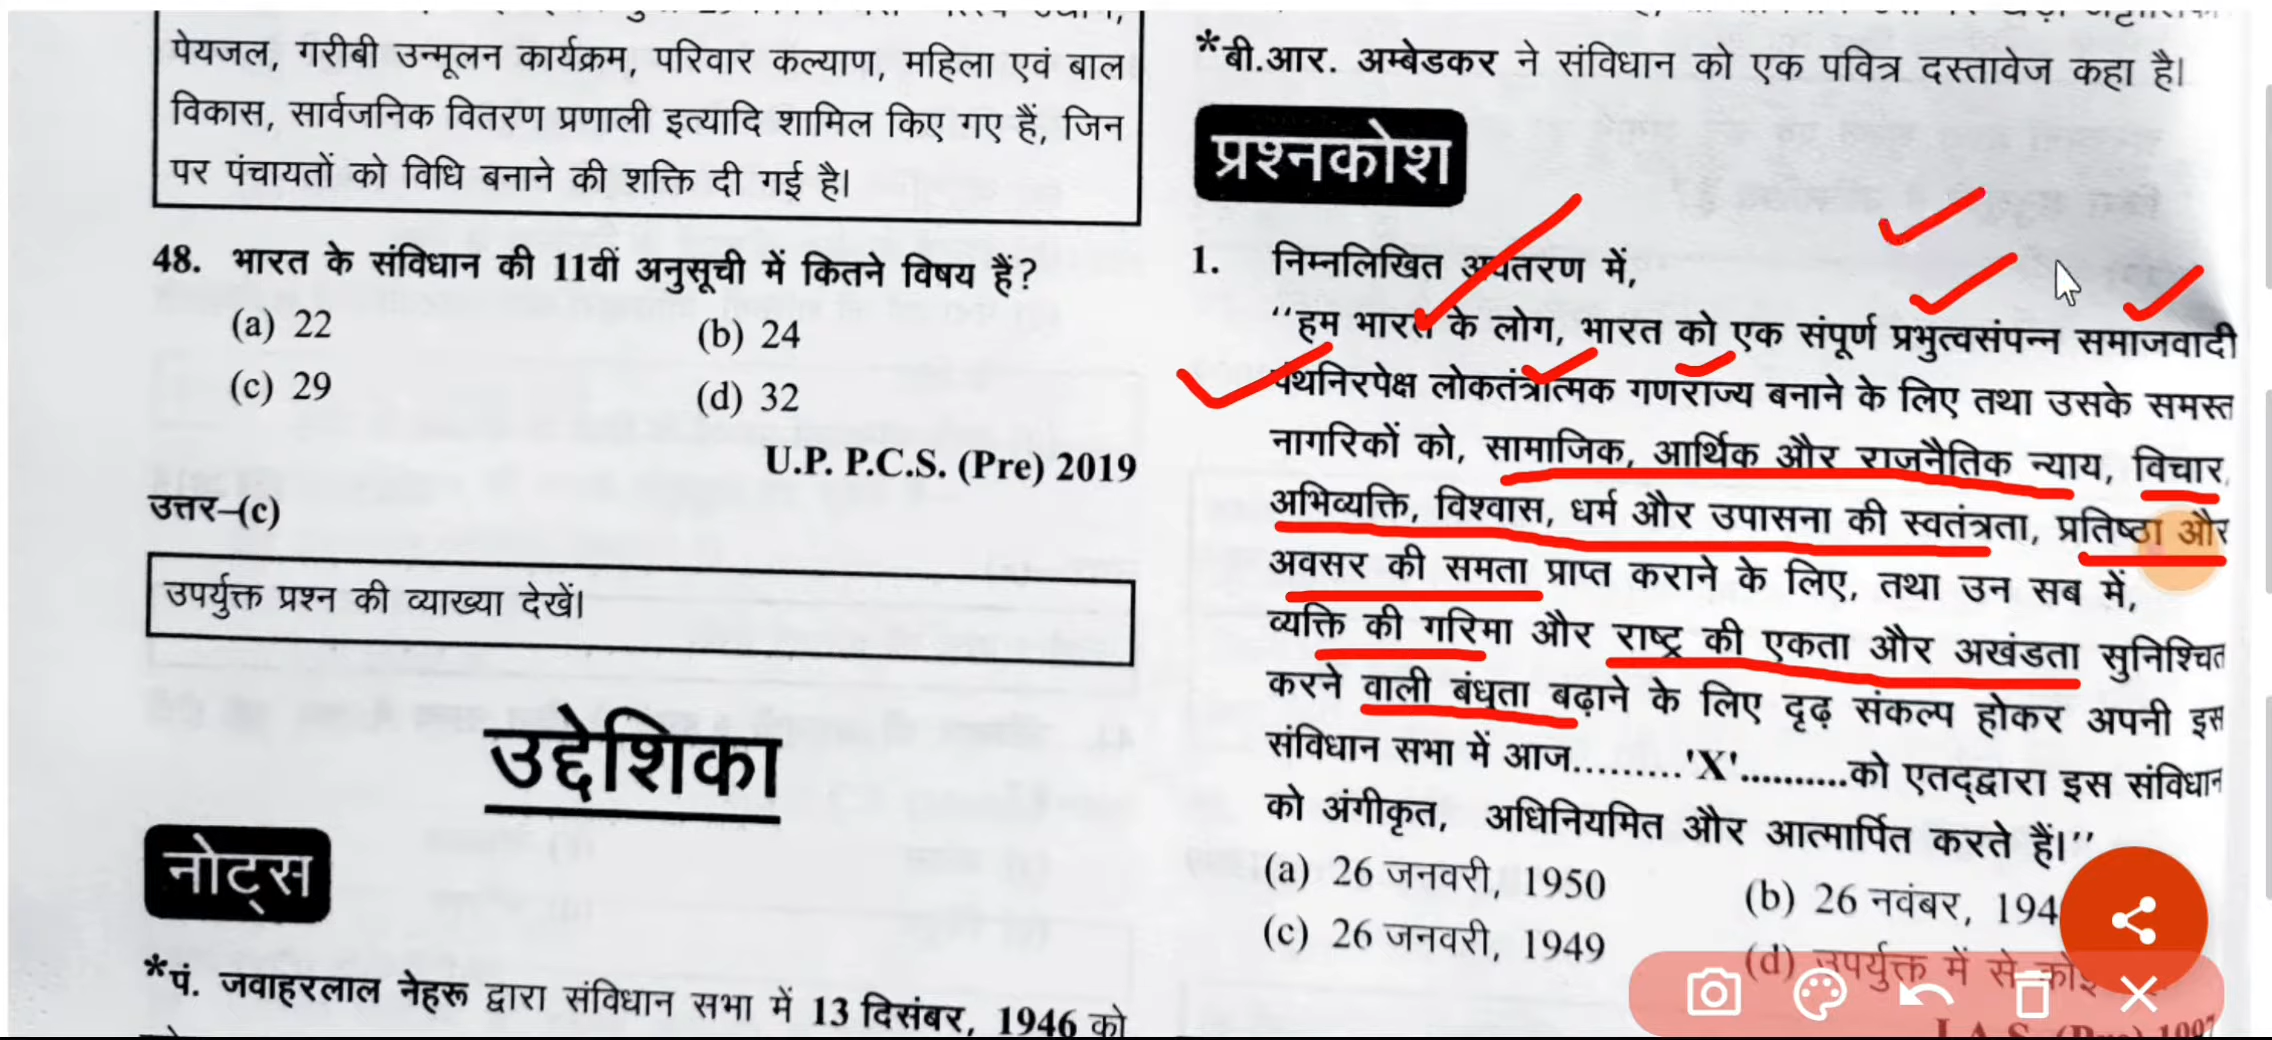 पेयजल, गरीबी उन्मूलन कार्यक्रम, परिवार कल्याण, महिला एवं बाल
विकास, सार्वजनिक वितरण प्रणाली इत्यादि शामिल किए गए हैं, जिन
पर पंचायतों को विधि बनाने की शक्ति दी गई है।
48. भारत के संविधान की 11वीं अनुसूची में कितने विषय हैं?
(a) 22 (b) 24
(c) 29 (d) 32
U.P. P.C.S. (Pre) 2019
उत्तर–(c)
उपर्युक्त प्रश्न की व्याख्या देखें।
उद्देशिका
नोट्स
*पं. जवाहरलाल नेहरू द्वारा संविधान सभा में 13 दिसंबर, 1946 को
*बी.आर. अम्बेडकर ने संविधान को एक पवित्र दस्तावेज कहा है।
प्रश्नकोश
1. निम्नलिखित अवतरण में,
‘‘हम भारत के लोग, भारत को एक संपूर्ण प्रभुत्वसंपन्न समाजवादी
पंथनिरपेक्ष लोकतंत्रात्मक गणराज्य बनाने के लिए तथा उसके समस्त
नागरिकों को, सामाजिक, आर्थिक और राजनैतिक न्याय, विचार,
अभिव्यक्ति, विश्वास, धर्म और उपासना की स्वतंत्रता, प्रतिष्ठा और
अवसर की समता प्राप्त कराने के लिए, तथा उन सब में,
व्यक्ति की गरिमा और राष्ट्र की एकता और अखंडता सुनिश्चित
करने वाली बंधुता बढ़ाने के लिए दृढ़ संकल्प होकर अपनी इस
संविधान सभा में आज.........'X'..........को एतद्द्वारा इस संविधान
को अंगीकृत, अधिनियमित और आत्मार्पित करते हैं।’’
(a) 26 जनवरी, 1950 (b) 26 नवंबर, 194
(c) 26 जनवरी, 1949 (d) उपर्युक्त में से
I.A.S. (Pre) 1997